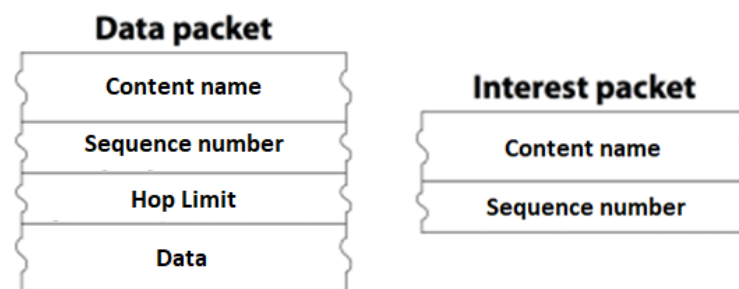 Data packet
Content name
Sequence number
Hop Limit
Data
Interest packet
Content name
Sequence number